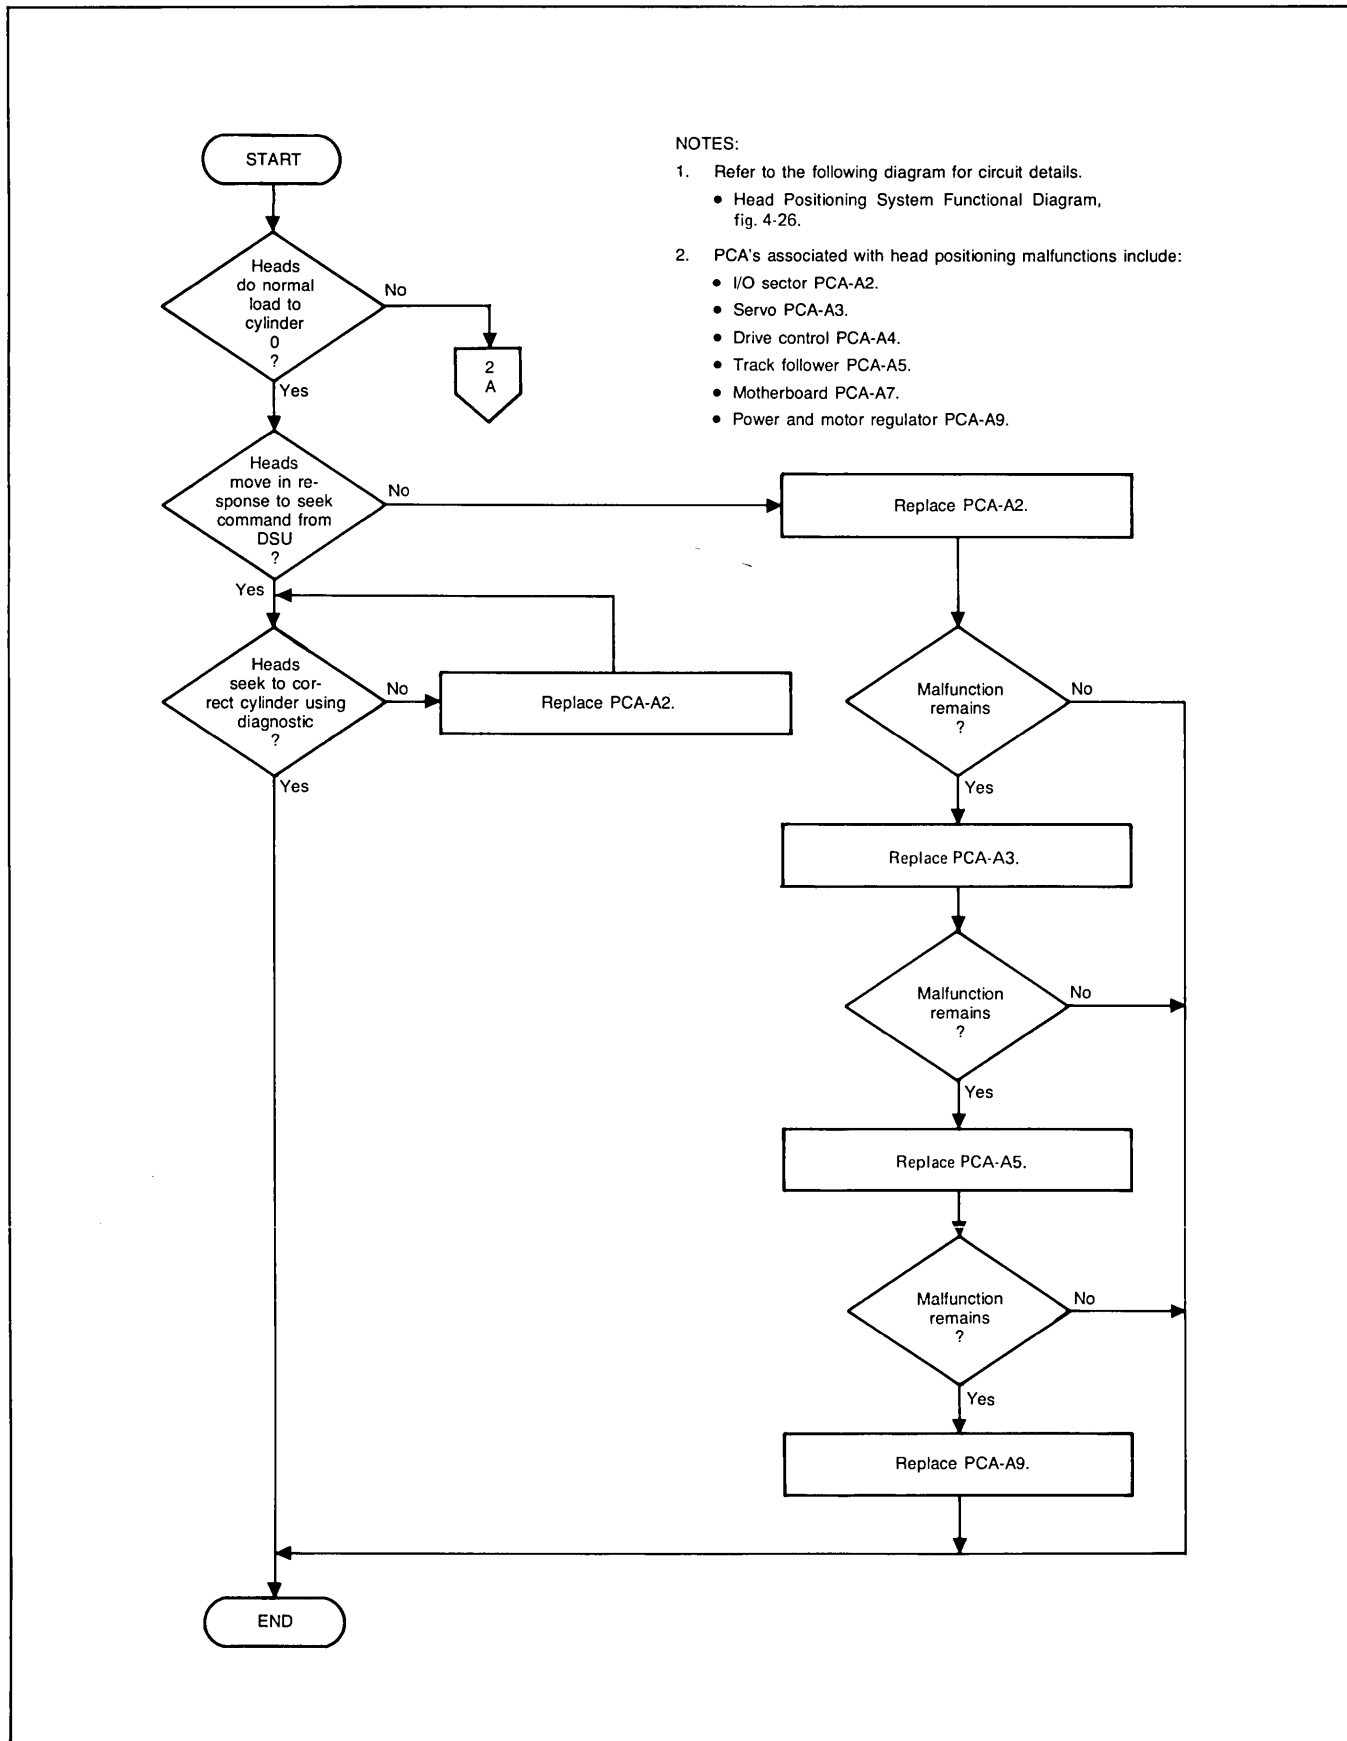 START
NOTES:
1. Refer to the following diagram for circuit details.
• Head Positioning System Functional Diagram,
fig. 4-26.
2. PCA's associated with head positioning malfunctions include:
• I/O sector PCA-A2.
• Servo PCA-A3.
• Drive control PCA-A4.
• Track follower PCA-A5.
• Motherboard PCA-A7.
• Power and motor regulator PCA-A9.
Heads
do normal
load to
cylinder
0
?
No
2
A
Yes
Heads
move in re-
sponse to seek
command from
DSU
?
No
Replace PCA-A2.
Yes
Heads
seek to cor-
rect cylinder using
diagnostic
?
No
Replace PCA-A2.
Yes
Malfunction
remains
?
No
Yes
Replace PCA-A3.
Malfunction
remains
?
No
Yes
Replace PCA-A5.
Malfunction
remains
?
No
Yes
Replace PCA-A9.
END